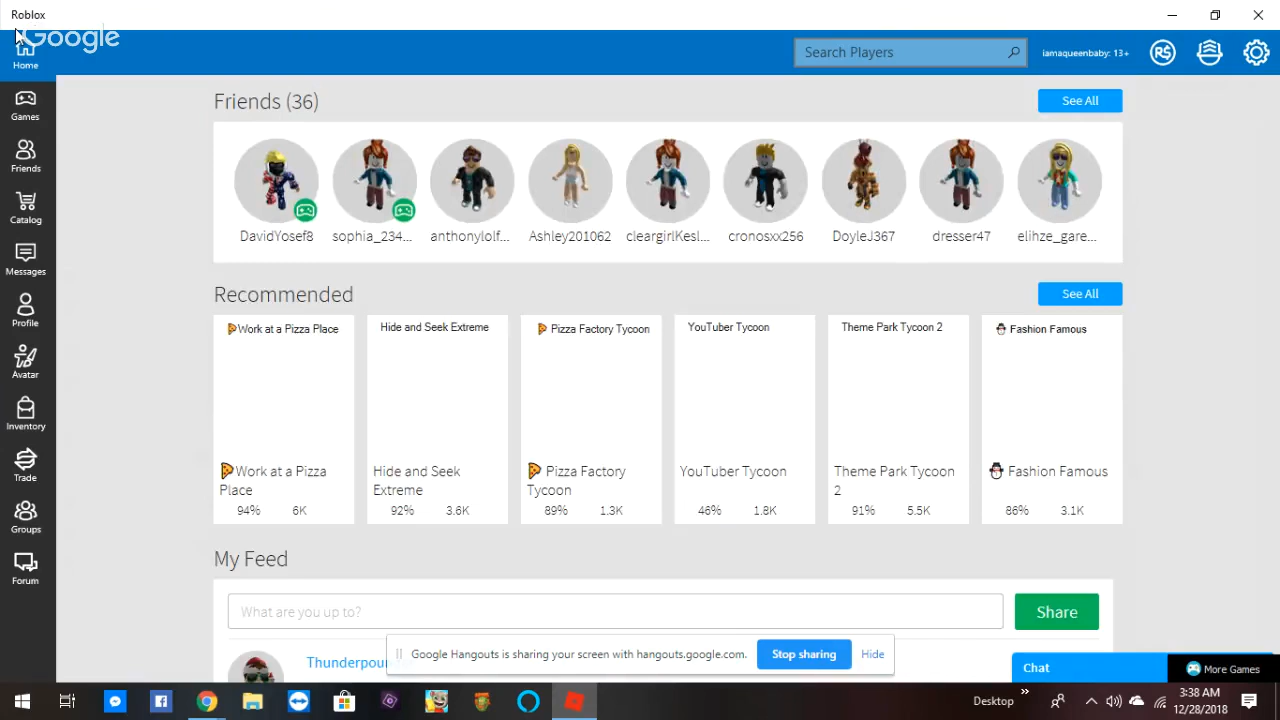 Roblox
Google
Home
Search Players
iamaqueenbaby: 13+
R$
Games
Friends
Catalog
Messages
Profile
Avatar
Inventory
Trade
Groups
Forum
Friends (36)
See All
DavidYosef8
sophia_234...
anthonylolf...
Ashley201062
cleargirlKesl...
cronosxx256
DoyleJ367
dresser47
elihze_gare...
Recommended
See All
Work at a Pizza Place
Hide and Seek Extreme
Pizza Factory Tycoon
YouTuber Tycoon
Theme Park Tycoon 2
Fashion Famous
Work at a Pizza
Place
94% 6K
Hide and Seek
Extreme
92% 3.6K
Pizza Factory
Tycoon
89% 1.3K
YouTuber Tycoon
46% 1.8K
Theme Park Tycoon
2
91% 5.5K
Fashion Famous
86% 3.1K
My Feed
What are you up to?
Share
Google Hangouts is sharing your screen with hangouts.google.com.
Stop sharing
Hide
Chat
More Games
Desktop
3:38 AM
12/28/2018